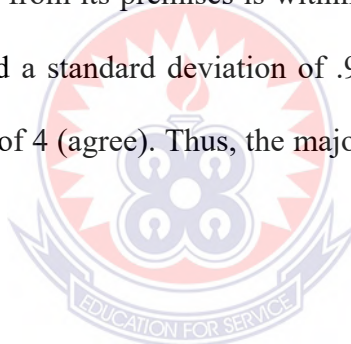 from its premises is within
a standard deviation of .9
of 4 (agree). Thus, the majo
EDUCATION FOR SERVICE